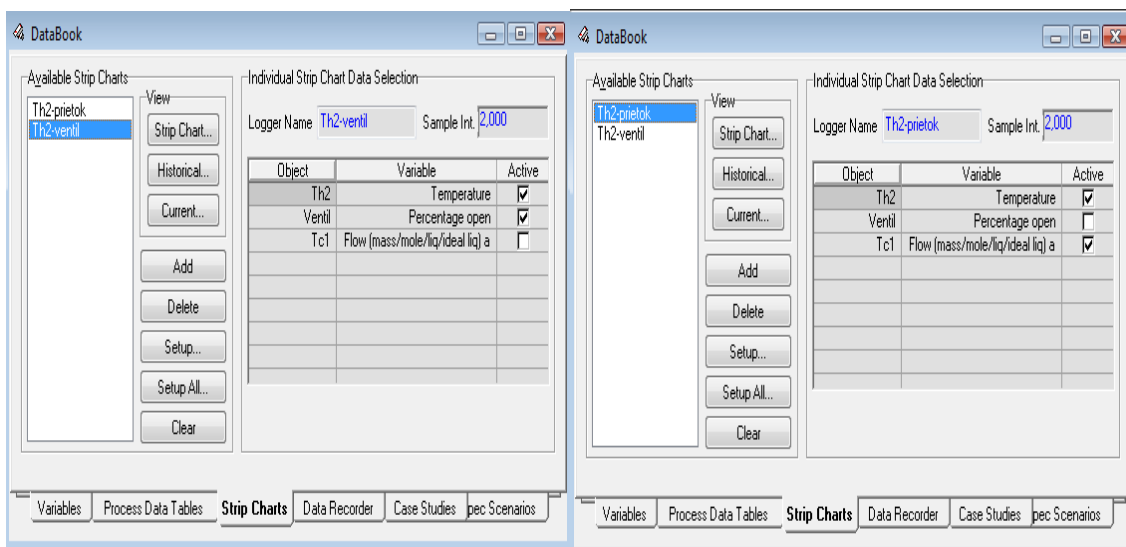 DataBook
Available Strip Charts
Th2-prietok
Th2-ventil
View
Strip Chart...
Historical...
Current...
Add
Delete
Setup...
Setup All...
Clear
Individual Strip Chart Data Selection
Logger Name Th2-ventil Sample Int. 2,000
Object Variable Active
Th2 Temperature
Ventil Percentage open
Tc1 Flow (mass/mole/liq/ideal liq) a
Variables Process Data Tables Strip Charts Data Recorder Case Studies pec Scenarios
DataBook
Available Strip Charts
Th2-prietok
Th2-ventil
View
Strip Chart...
Historical...
Current...
Add
Delete
Setup...
Setup All...
Clear
Individual Strip Chart Data Selection
Logger Name Th2-prietok Sample Int. 2,000
Object Variable Active
Th2 Temperature
Ventil Percentage open
Tc1 Flow (mass/mole/liq/ideal liq) a
Variables Process Data Tables Strip Charts Data Recorder Case Studies pec Scenarios